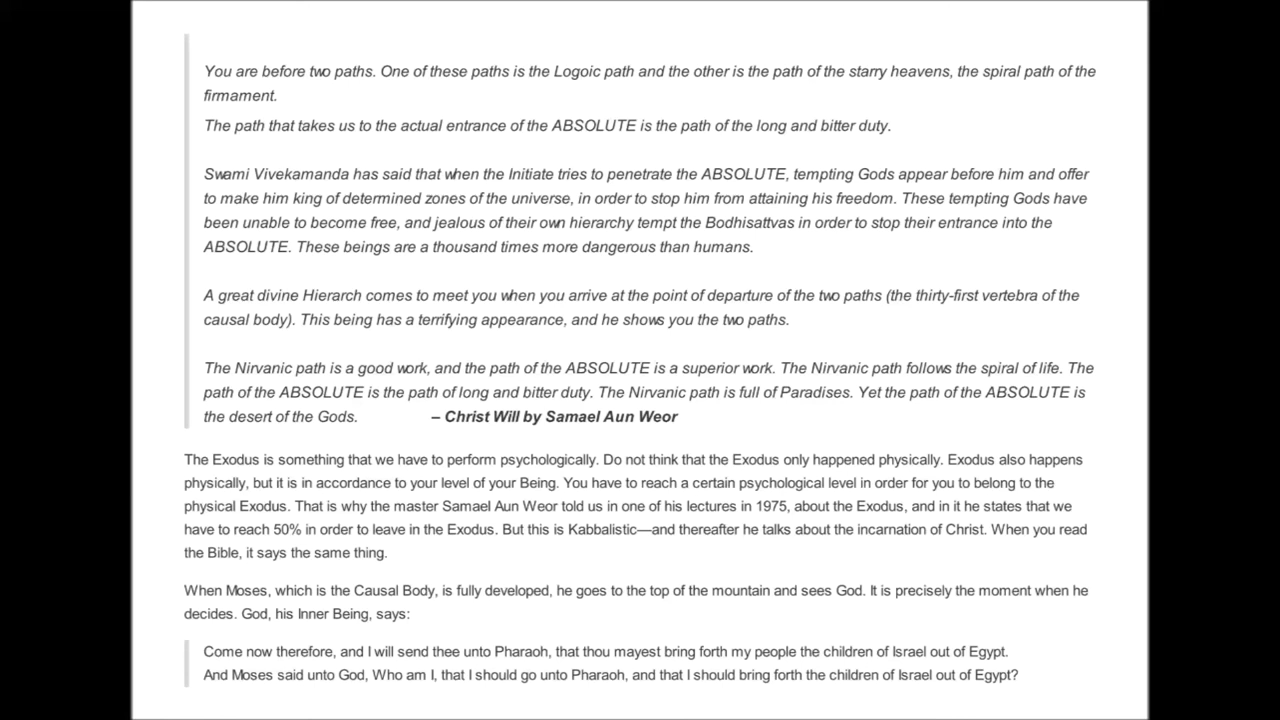 You are before two paths. One of these paths is the Logoic path and the other is the path of the starry heavens, the spiral path of the
firmament.
The path that takes us to the actual entrance of the ABSOLUTE is the path of the long and bitter duty.
Swami Vivekamanda has said that when the Initiate tries to penetrate the ABSOLUTE, tempting Gods appear before him and offer
to make him king of determined zones of the universe, in order to stop him from attaining his freedom. These tempting Gods have
been unable to become free, and jealous of their own hierarchy tempt the Bodhisattvas in order to stop their entrance into the
ABSOLUTE. These beings are a thousand times more dangerous than humans.
A great divine Hierarch comes to meet you when you arrive at the point of departure of the two paths (the thirty-first vertebra of the
causal body). This being has a terrifying appearance, and he shows you the two paths.
The Nirvanic path is a good work, and the path of the ABSOLUTE is a superior work. The Nirvanic path follows the spiral of life. The
path of the ABSOLUTE is the path of long and bitter duty. The Nirvanic path is full of Paradises. Yet the path of the ABSOLUTE is
the desert of the Gods. – Christ Will by Samael Aun Weor
The Exodus is something that we have to perform psychologically. Do not think that the Exodus only happened physically. Exodus also happens
physically, but it is in accordance to your level of your Being. You have to reach a certain psychological level in order for you to belong to the
physical Exodus. That is why the master Samael Aun Weor told us in one of his lectures in 1975, about the Exodus, and in it he states that we
have to reach 50% in order to leave in the Exodus. But this is Kabbalistic—and thereafter he talks about the incarnation of Christ. When you read
the Bible, it says the same thing.
When Moses, which is the Causal Body, is fully developed, he goes to the top of the mountain and sees God. It is precisely the moment when he
decides. God, his Inner Being, says:
Come now therefore, and I will send thee unto Pharaoh, that thou mayest bring forth my people the children of Israel out of Egypt.
And Moses said unto God, Who am I, that I should go unto Pharaoh, and that I should bring forth the children of Israel out of Egypt?